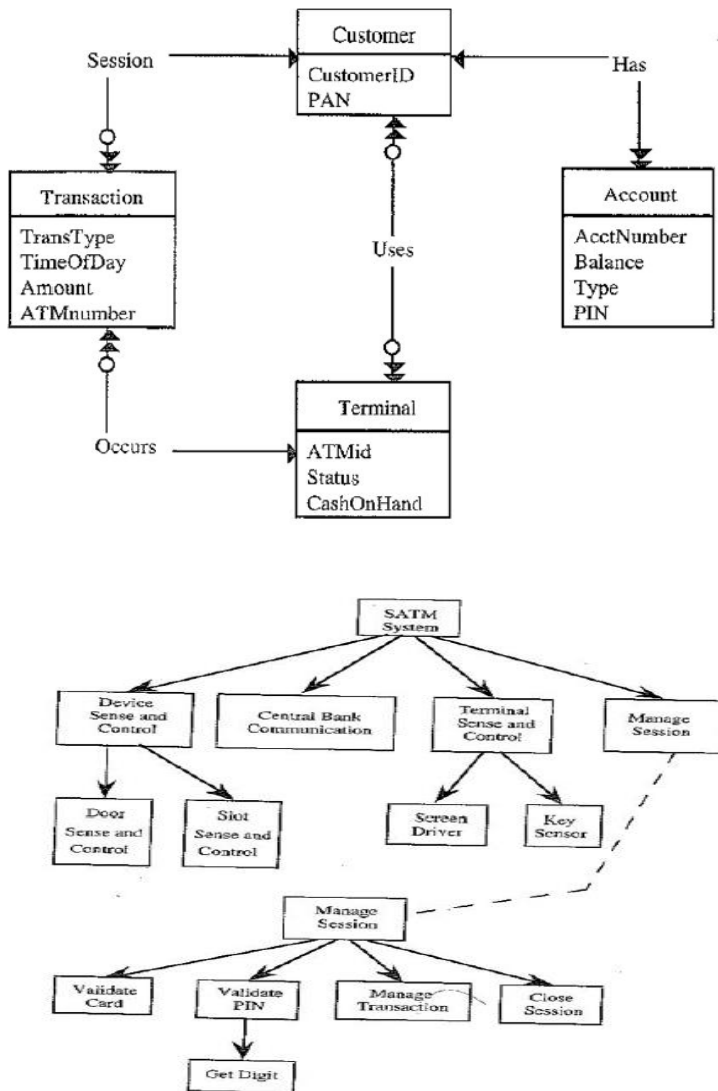 Customer
CustomerID
PAN
Session
Has
Transaction
TransType
TimeOfDay
Amount
ATMnumber
Uses
Account
AcctNumber
Balance
Type
PIN
Occurs
Terminal
ATMid
Status
CashOnHand
SATM
System
Device
Sense and
Control
Central Bank
Communication
Terminal
Sense and
Control
Manage
Session
Door
Sense and
Control
Slot
Sense and
Control
Screen
Driver
Key
Sensor
Manage
Session
Validate
Card
Validate
PIN
Manage
Transaction
Close
Session
Get Digit